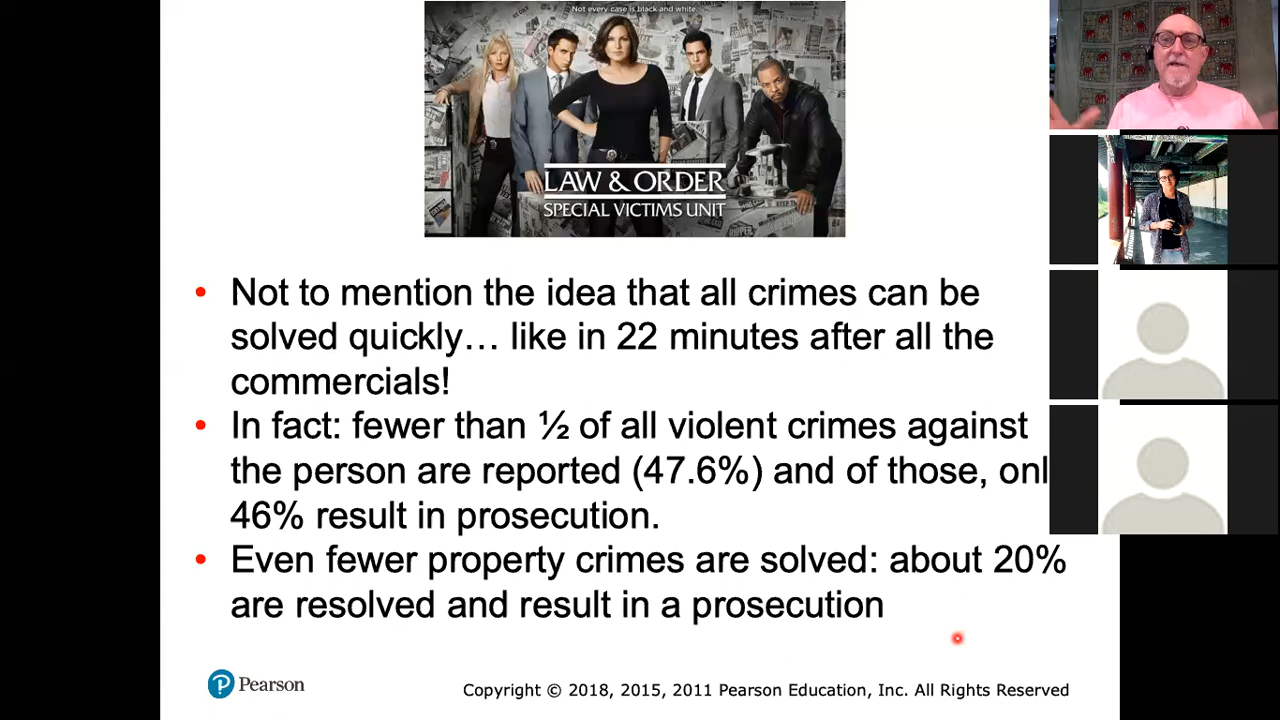 Not every case is black and white.
LAW & ORDER
SPECIAL VICTIMS UNIT
• Not to mention the idea that all crimes can be
solved quickly… like in 22 minutes after all the
commercials!
• In fact: fewer than ½ of all violent crimes against
the person are reported (47.6%) and of those, onl
46% result in prosecution.
• Even fewer property crimes are solved: about 20%
are resolved and result in a prosecution
Pearson
Copyright © 2018, 2015, 2011 Pearson Education, Inc. All Rights Reserved